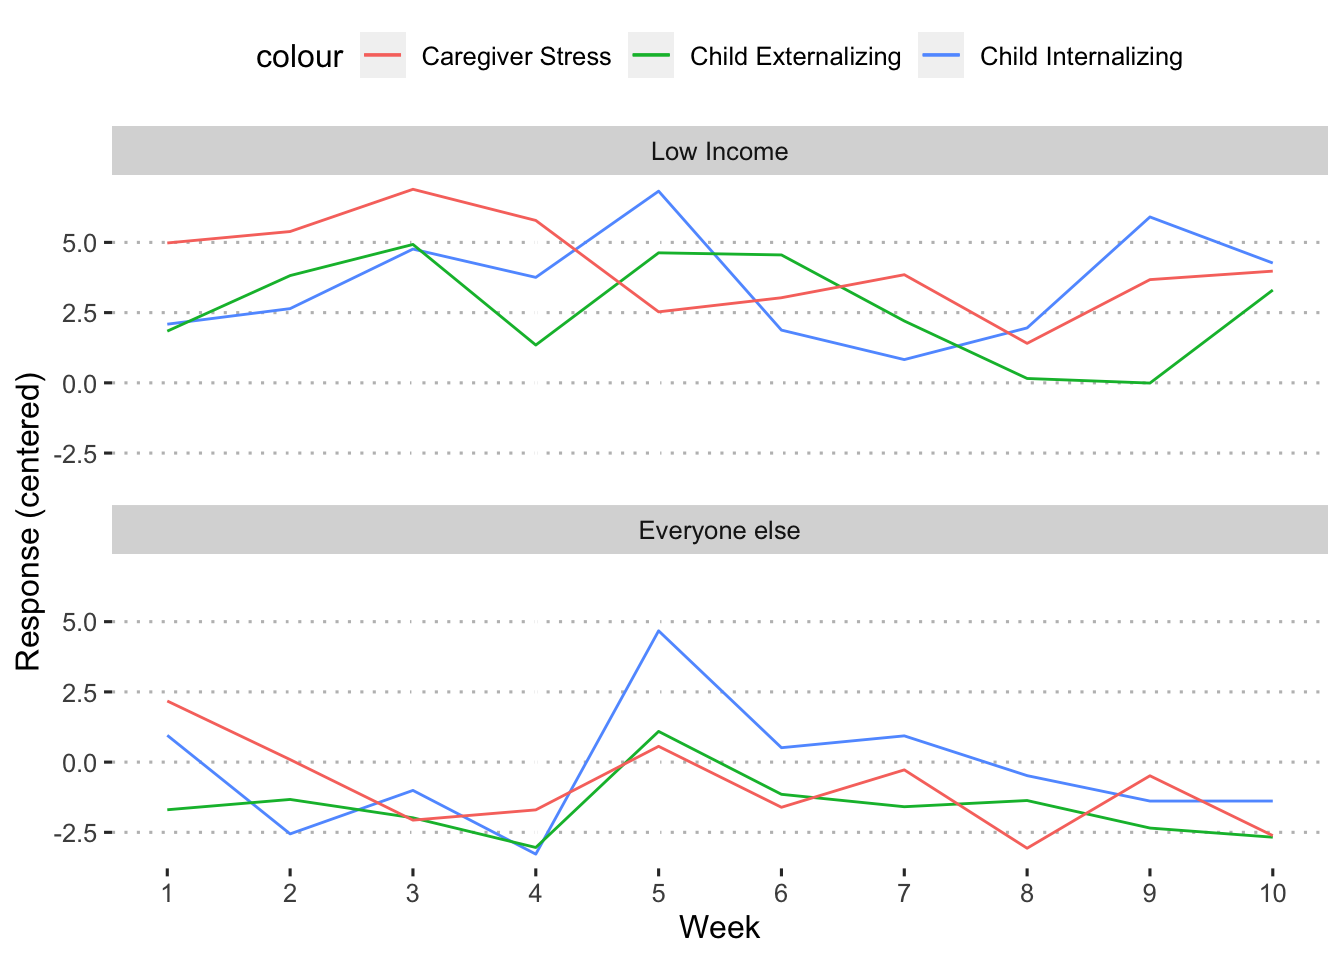 colour Caregiver Stress Child Externalizing Child Internalizing
Low Income
5.0
2.5
0.0
-2.5
Response (centered)
Everyone else
5.0
2.5
0.0
-2.5
1 2 3 4 5 6 7 8 9 10
Week